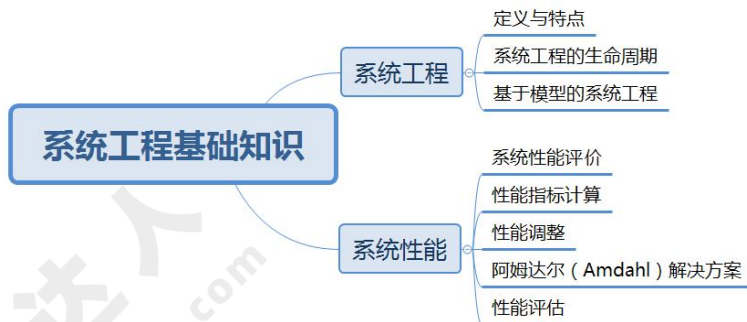 定义与特点
系统工程
系统工程的生命周期
基于模型的系统工程
系统工程基础知识
系统性能评价
性能指标计算
系统性能
性能调整
阿姆达尔（Amdahl）解决方案
性能评估
达人
com